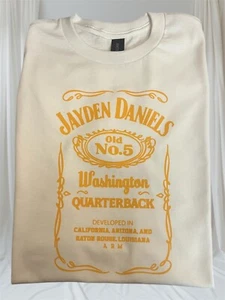 JAYDEN DANIELS
Old
No.5
Washington
QUARTERBACK
DEVELOPED IN
CALIFORNIA, ARIZONA, AND
BATON ROUGE, LOUISIANA